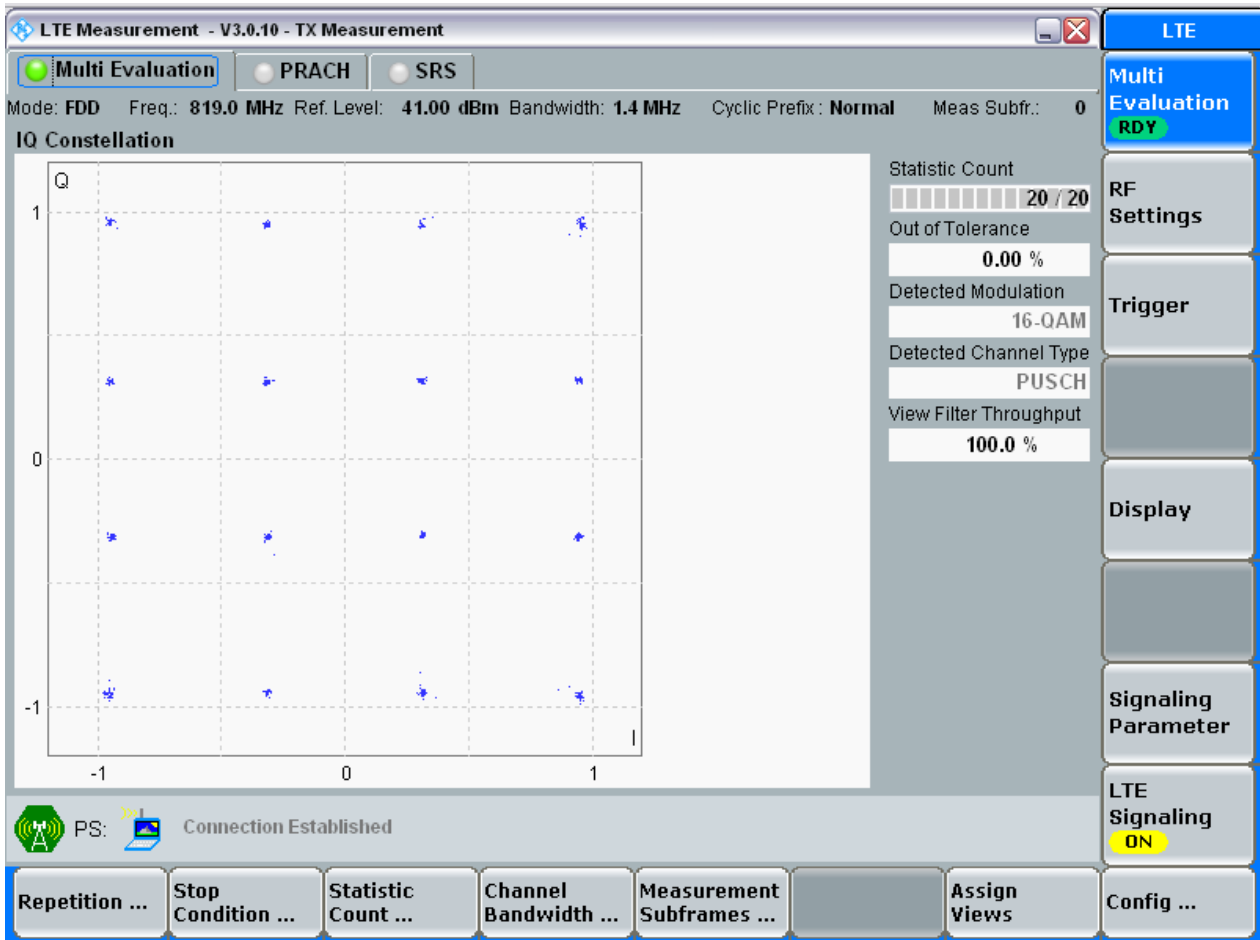 LTE Measurement - V3.0.10 - TX Measurement
LTE
Multi Evaluation PRACH SRS
Mode: FDD Freq.: 819.0 MHz Ref. Level: 41.00 dBm Bandwidth: 1.4 MHz Cyclic Prefix : Normal Meas Subfr.: 0
IQ Constellation
Q
1
0
-1
I
-1 0 1
Statistic Count
20 / 20
Out of Tolerance
0.00 %
Detected Modulation
16-QAM
Detected Channel Type
PUSCH
View Filter Throughput
100.0 %
Multi
Evaluation
RDY
RF
Settings
Trigger
Display
Signaling
Parameter
LTE
Signaling
ON
PS: Connection Established
Repetition ...
Stop
Condition ...
Statistic
Count ...
Channel
Bandwidth ...
Measurement
Subframes ...
Assign
Views
Config ...